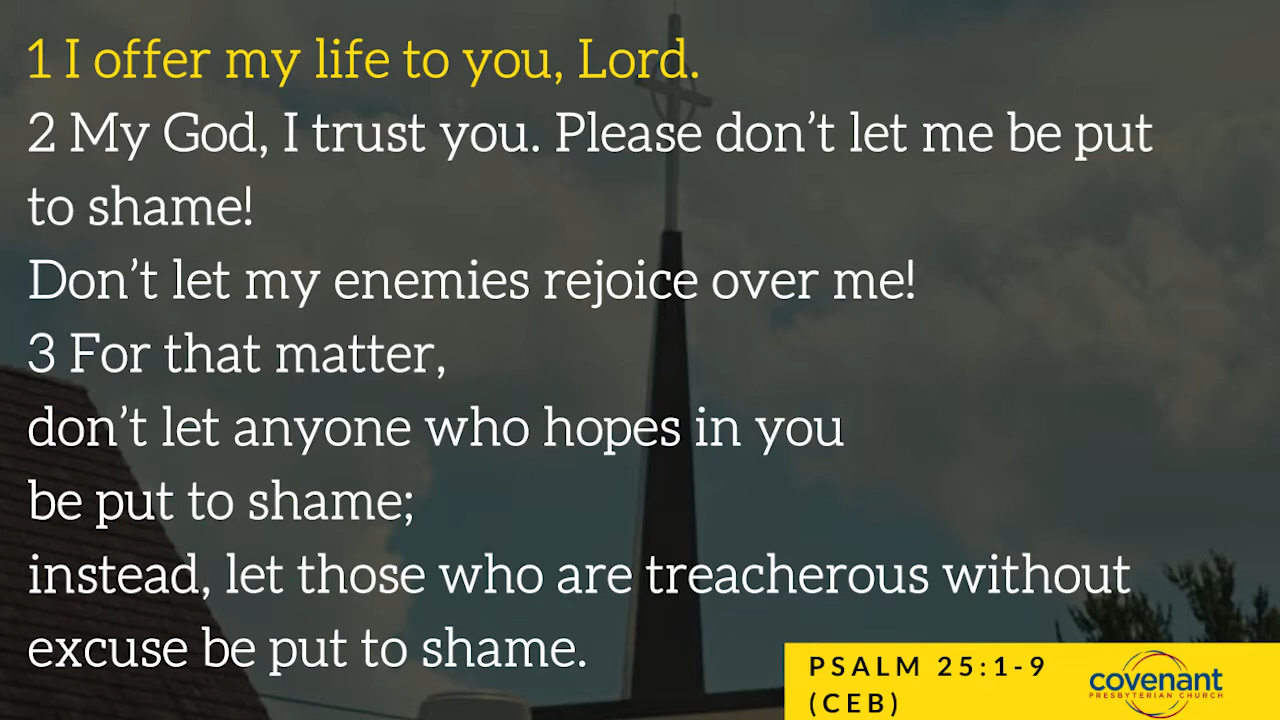 1 I offer my life to you, Lord.
2 My God, I trust you. Please don’t let me be put
to shame!
Don’t let my enemies rejoice over me!
3 For that matter,
don’t let anyone who hopes in you
be put to shame;
instead, let those who are treacherous without
excuse be put to shame.
PSALM 25:1-9
(CEB)
covenant
PRESBYTERIAN CHURCH